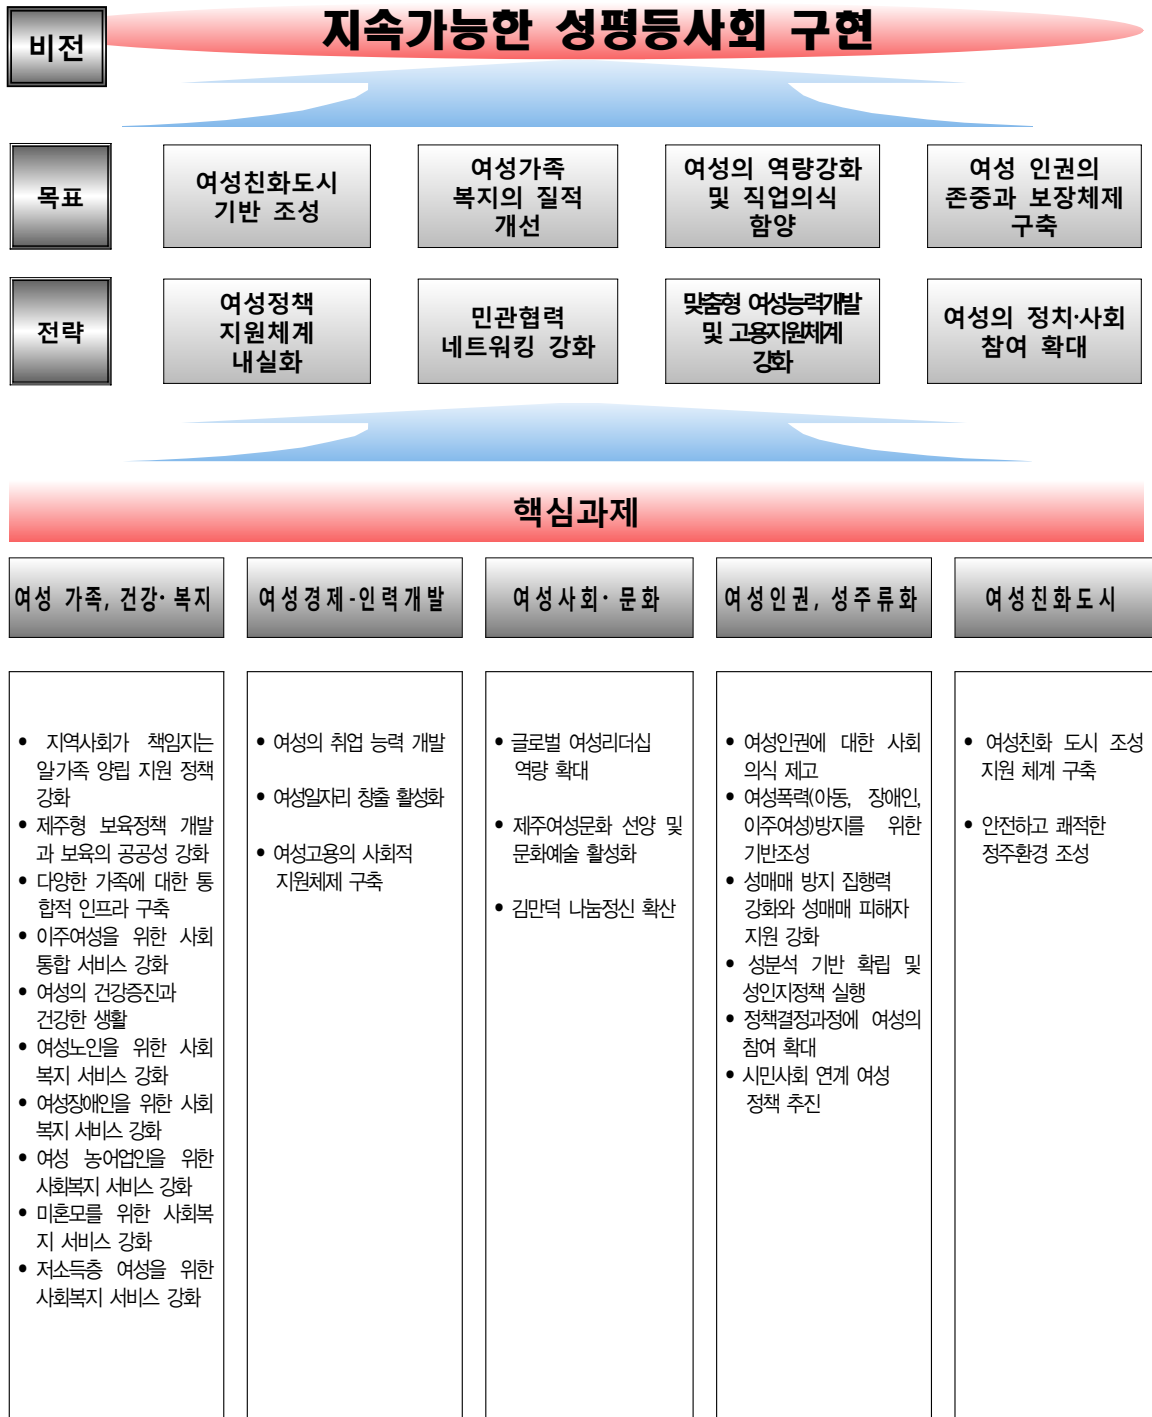 비전
지속가능한 성평등사회 구현
목표
여성친화도시
기반 조성
여성가족
복지의 질적
개선
여성의 역량강화
및 직업의식
함양
여성 인권의
존중과 보장체제
구축
전략
여성정책
지원체계
내실화
민관협력
네트워킹 강화
맞춤형 여성능력개발
및 고용지원체계
강화
여성의 정치·사회
참여 확대
핵심과제
여성 가족, 건강· 복지
• 지역사회가 책임지는
일가족 양립 지원 정책
강화
• 제주형 보육정책 개발
과 보육의 공공성 강화
• 다양한 가족에 대한 통
합적 인프라 구축
• 이주여성을 위한 사회
통합 서비스 강화
• 여성의 건강증진과
건강한 생활
• 여성노인을 위한 사회
복지 서비스 강화
• 여성장애인을 위한 사회
복지 서비스 강화
• 여성 농어업인을 위한
사회복지 서비스 강화
• 미혼모를 위한 사회복
지 서비스 강화
• 저소득층 여성을 위한
사회복지 서비스 강화
여성경제-인력개발
• 여성의 취업 능력 개발
• 여성일자리 창출 활성화
• 여성고용의 사회적
지원체제 구축
여성사회· 문화
• 글로벌 여성리더십
역량 확대
• 제주여성문화 선양 및
문화예술 활성화
• 김만덕 나눔정신 확산
여성인권, 성주류화
• 여성인권에 대한 사회
의식 제고
• 여성폭력(아동, 장애인,
이주여성)방지를 위한
기반조성
• 성매매 방지 집행력
강화와 성매매 피해자
지원 강화
• 성분석 기반 확립 및
성인지정책 실행
• 정책결정과정에 여성의
참여 확대
• 시민사회 연계 여성
정책 추진
여성친화도시
• 여성친화 도시 조성
지원 체계 구축
• 안전하고 쾌적한
정주환경 조성